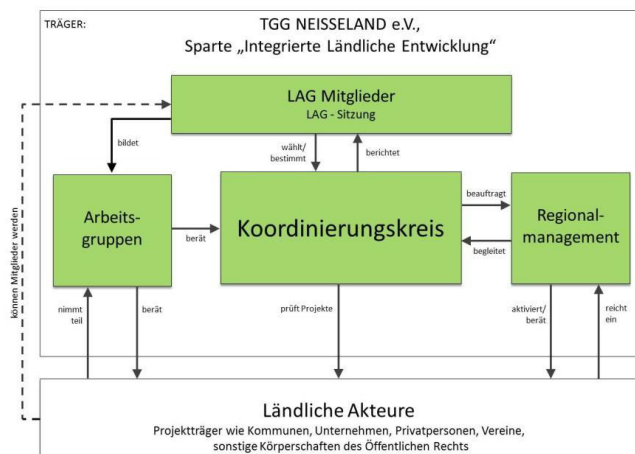 TRÄGER:
TGG NEISSELAND e.V.,
Sparte „Integrierte Ländliche Entwicklung“
LAG Mitglieder
LAG - Sitzung
bildet
wählt/
bestimmt
berichtet
Arbeits-
gruppen
berät
Koordinierungskreis
beauftragt
begleitet
Regional-
management
können Mitglieder werden
nimmt
teil
berät
prüft Projekte
aktiviert/
berät
reicht
ein
Ländliche Akteure
Projektträger wie Kommunen, Unternehmen, Privatpersonen, Vereine,
sonstige Körperschaften des Öffentlichen Rechts